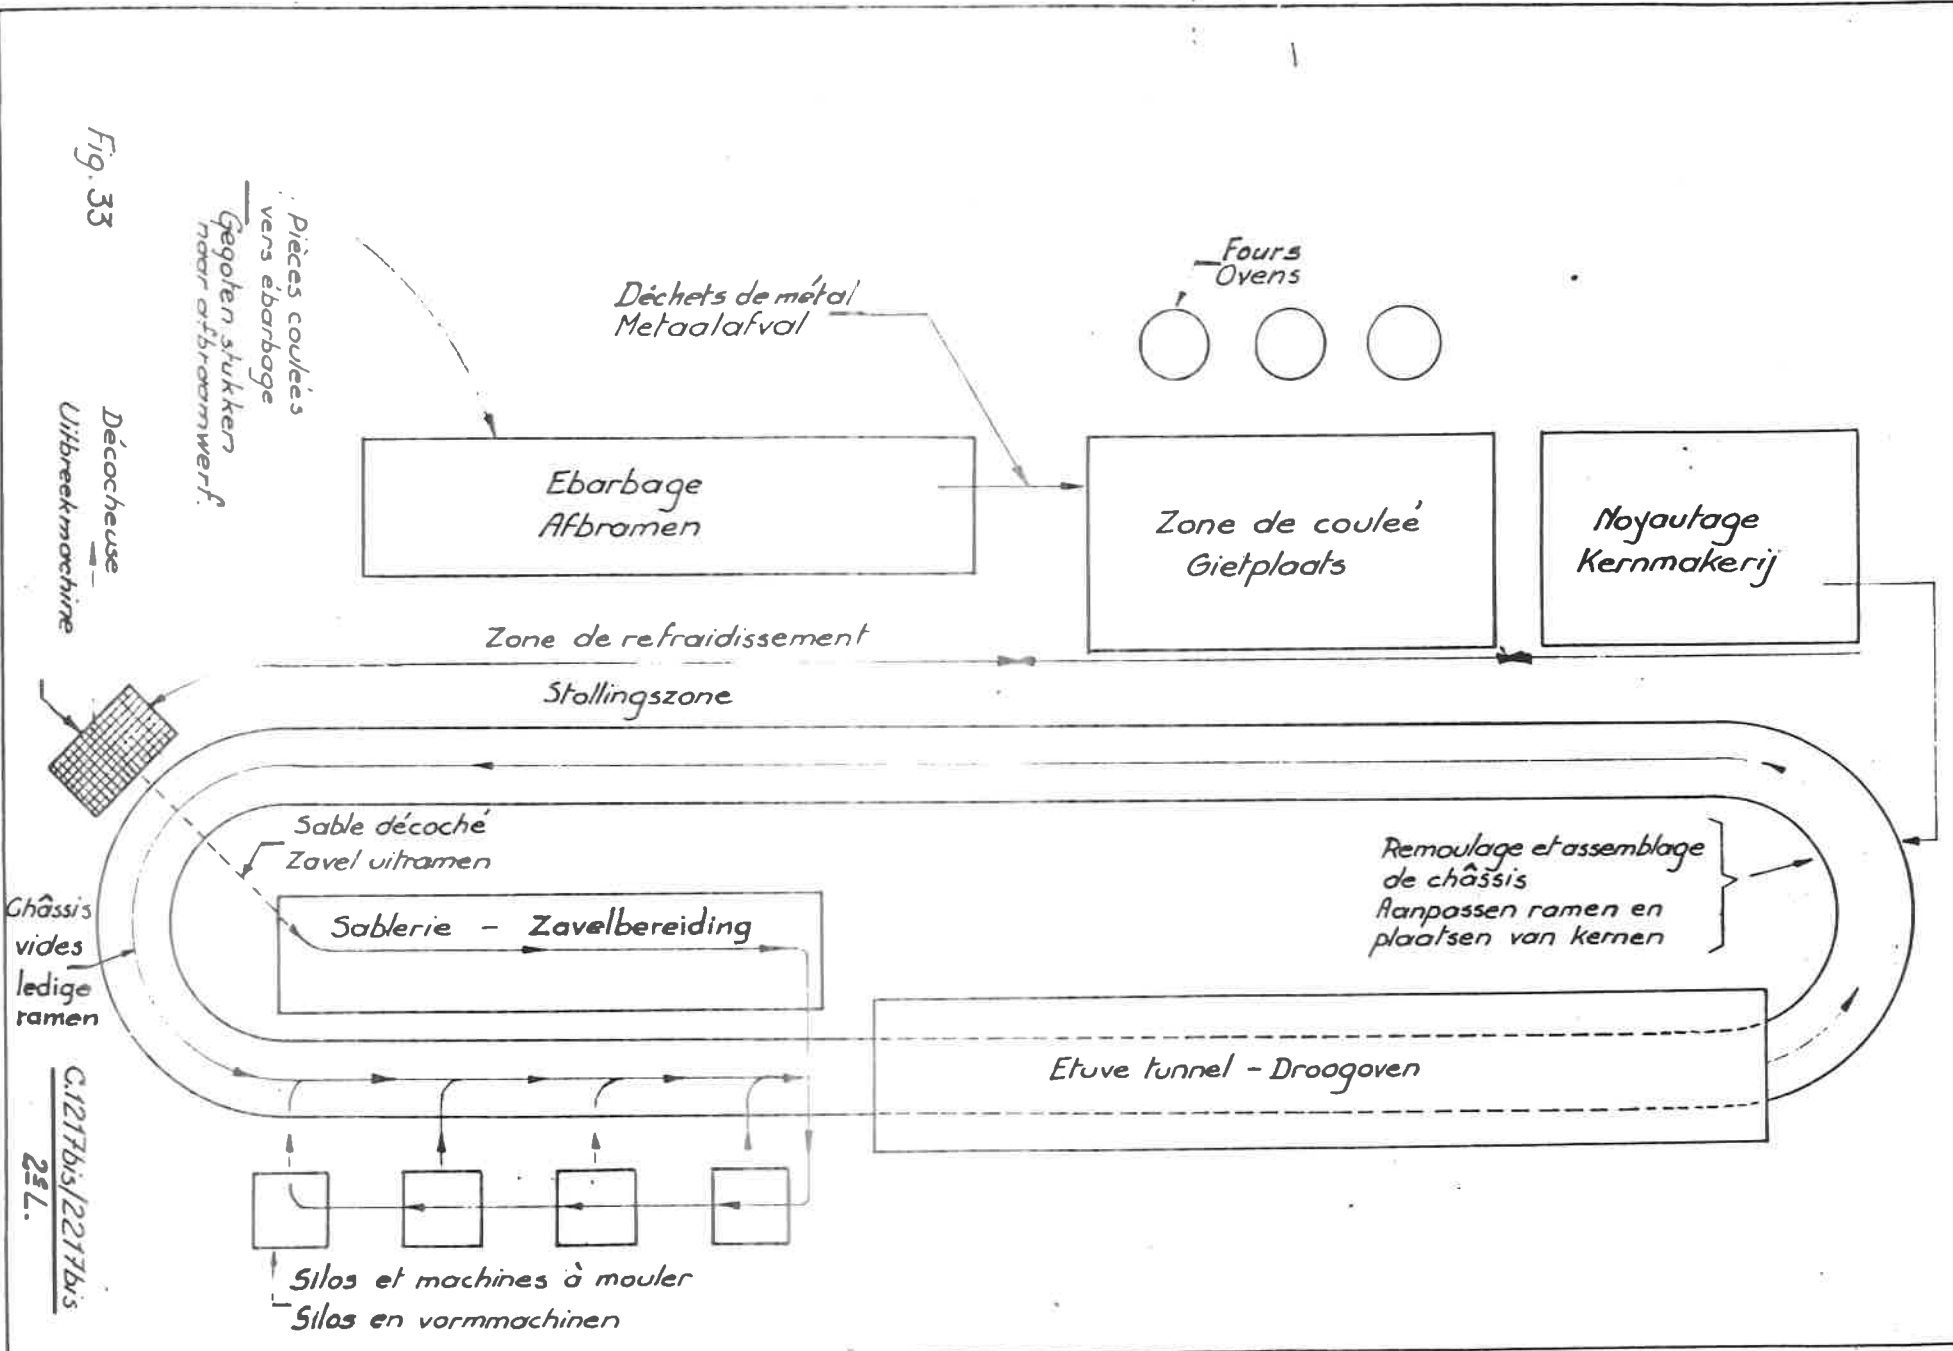 Fig. 33
Pièces couleés
vers ébarbage
Gegoten stukken
naar afbraamwerf.
Décocheuse
Uitbreekmachine
Déchets de métal
Metaalafval
Fours
Ovens
Ebarbage
Afbramen
Zone de couleé
Gietplaats
Noyautage
Kernmakerij
Zone de refraidissement
Stollingszone
Sable décoché
Zavel uitramen
Sablerie - Zavelbereiding
Remoulage et assemblage
de châssis
Aanpassen ramen en
plaatsen van kernen
Châssis
vides
ledige
ramen
Etuve tunnel - Droogoven
Silos et machines à mouler
Silos en vormmachinen
C.1217bis/2217bis
2eL.